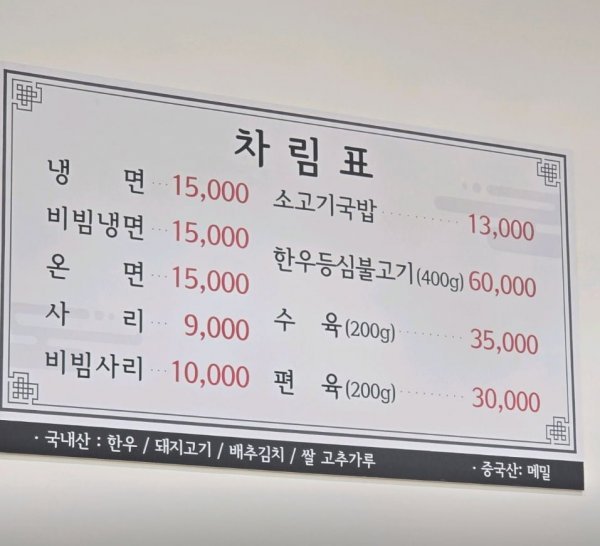 차림표
냉면 ··· 15,000
비빔냉면 ··· 15,000
온면 ··· 15,000
사리 ··· 9,000
비빔사리 ··· 10,000
소고기국밥 ········· 13,000
한우등심불고기(400g) 60,000
수육(200g) ········· 35,000
편육(200g) ········· 30,000
· 국내산 : 한우 / 돼지고기 / 배추김치 / 쌀 고추가루
· 중국산: 메밀